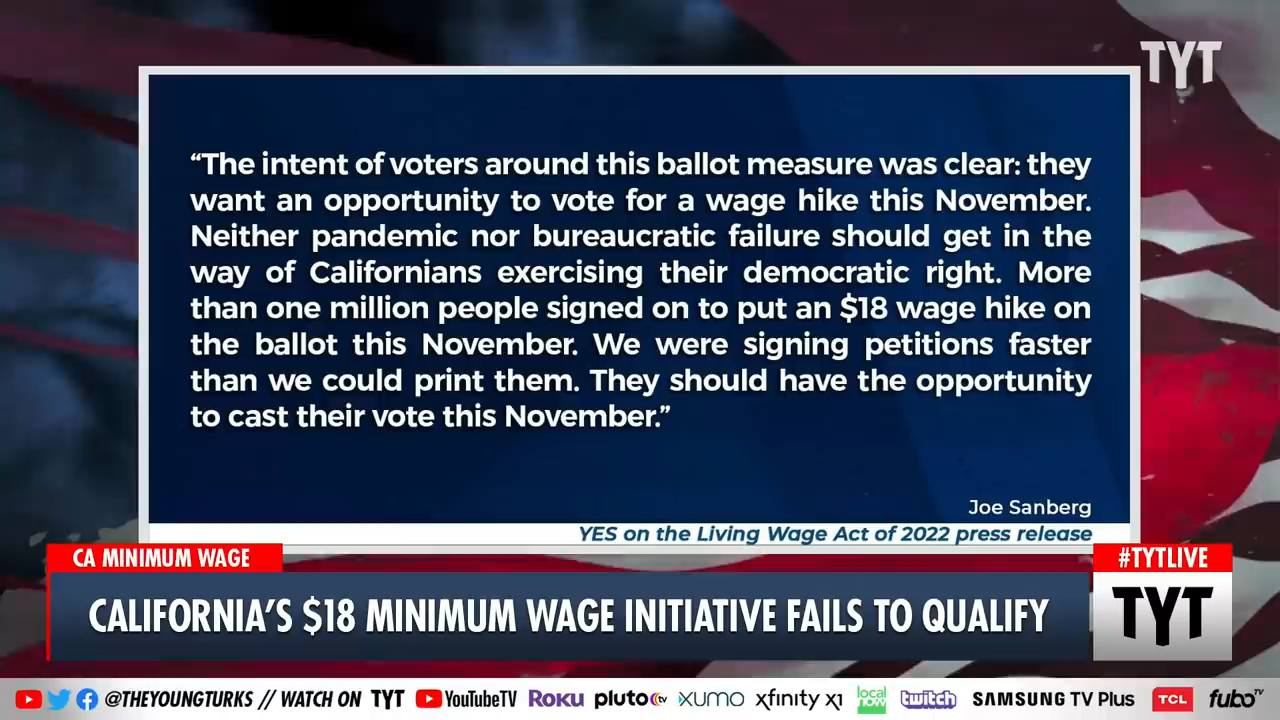 TYT
“The intent of voters around this ballot measure was clear: they
want an opportunity to vote for a wage hike this November.
Neither pandemic nor bureaucratic failure should get in the
way of Californians exercising their democratic right. More
than one million people signed on to put an $18 wage hike on
the ballot this November. We were signing petitions faster
than we could print them. They should have the opportunity
to cast their vote this November.”
Joe Sanberg
YES on the Living Wage Act of 2022 press release
CA MINIMUM WAGE
#TYTLIVE
CALIFORNIA’S $18 MINIMUM WAGE INITIATIVE FAILS TO QUALIFY
TYT
@THEYOUNGTURKS // WATCH ON TYT YouTubeTV ROKU pluto tv XUMO xfinity X1 local now twitch SAMSUNG TV Plus TCL fubo TV